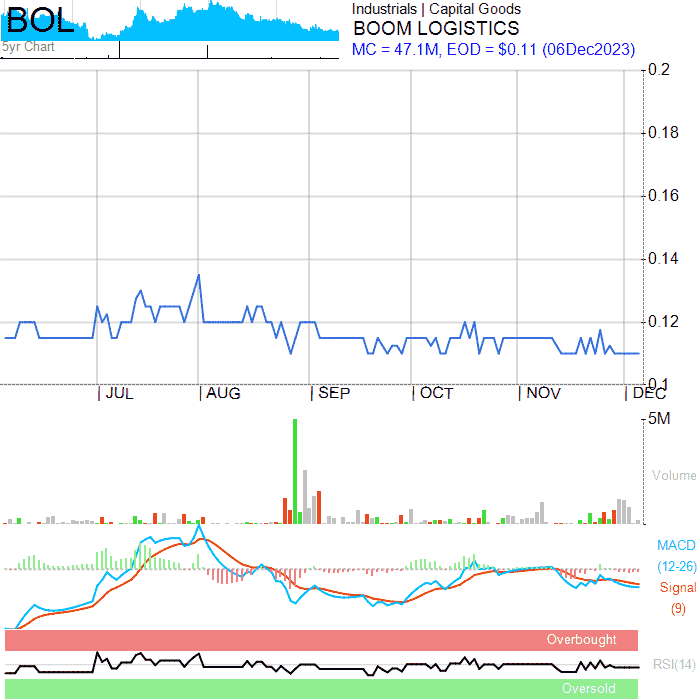 BOL
5yr Chart
Industrials | Capital Goods
BOOM LOGISTICS
MC = 47.1M, EOD = $0.11 (06Dec2023)
0.2
0.18
0.16
0.14
0.12
0.1
JUL AUG SEP OCT NOV DEC
5M
Volume
MACD
(12-26)
Signal
(9)
Overbought
RSI(14)
Oversold